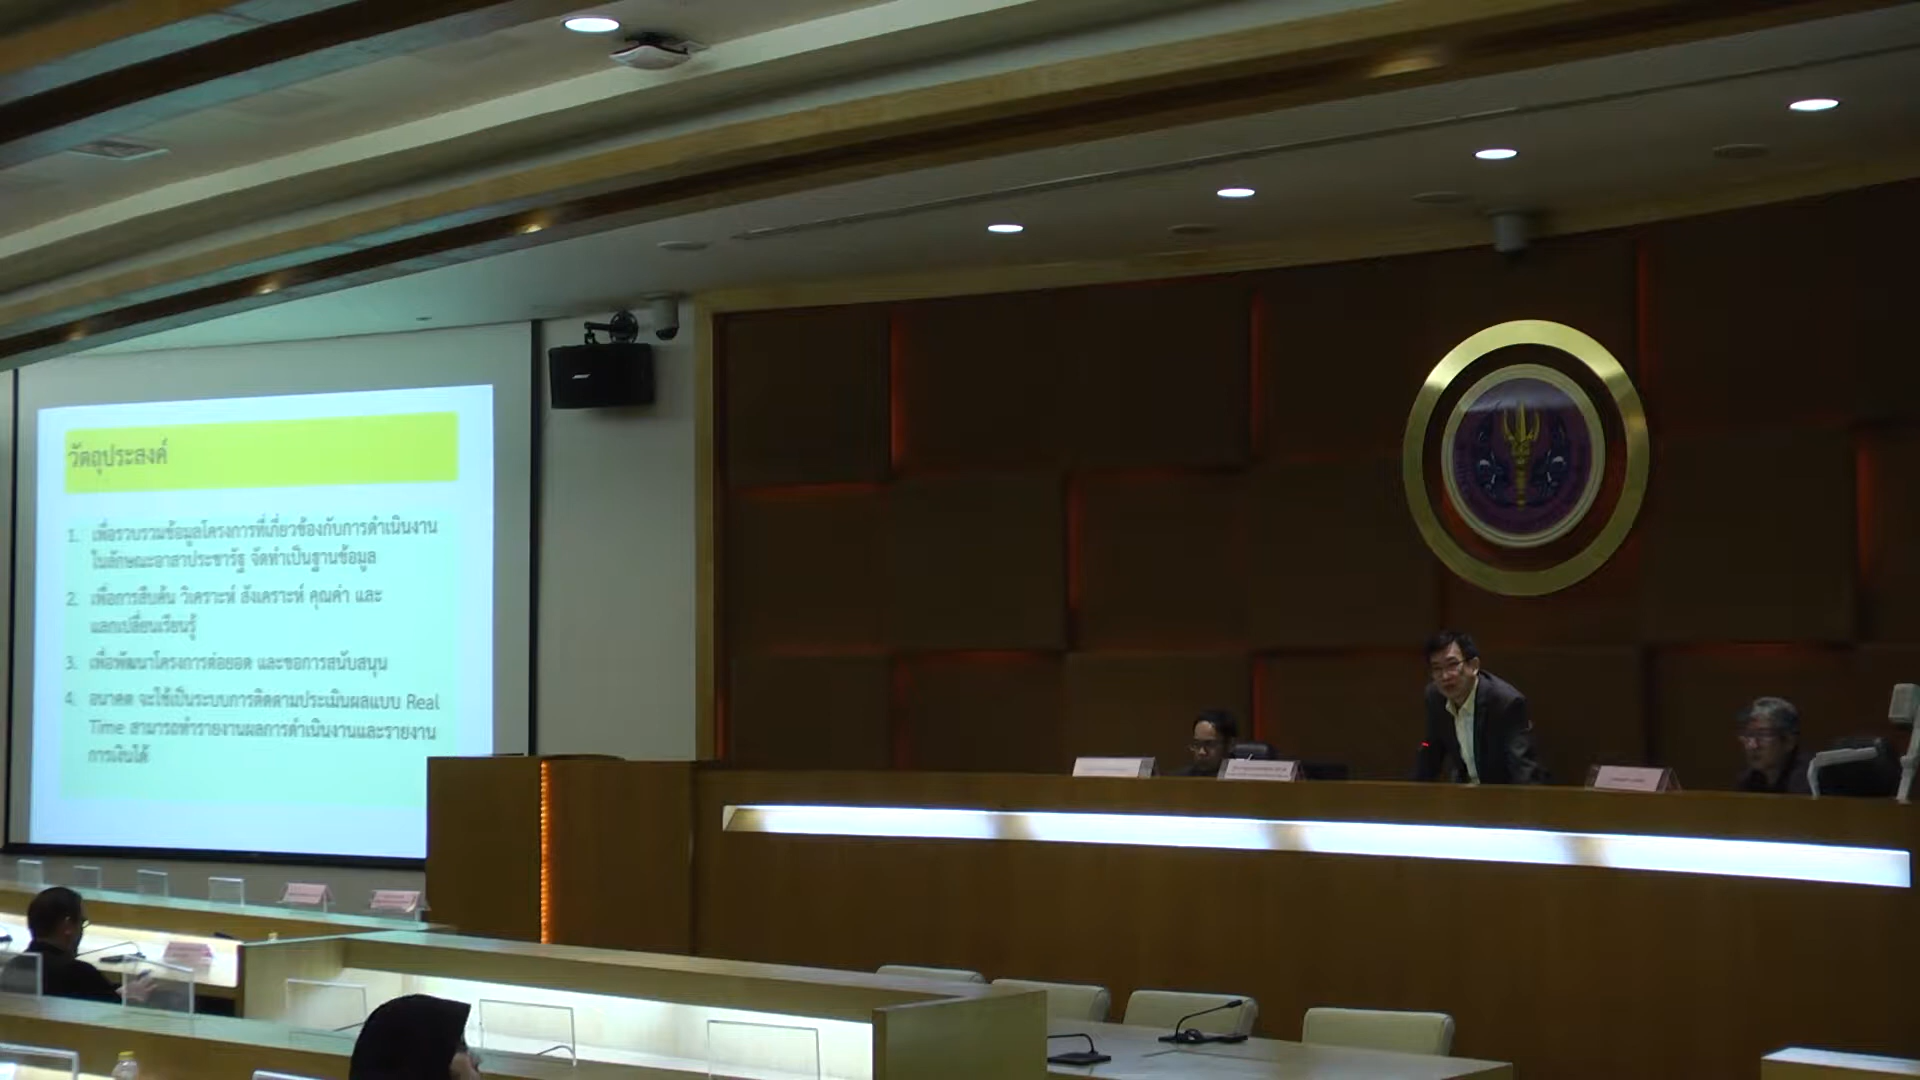 วัตถุประสงค์
1. เพื่อรวบรวมข้อมูลโครงการที่เกี่ยวข้องกับการดำเนินงาน
ในลักษณะอาสาประชารัฐ จัดทำเป็นฐานข้อมูล
2. เพื่อการสืบค้น วิเคราะห์ สังเคราะห์ คุณค่า และ
แลกเปลี่ยนเรียนรู้
3. เพื่อพัฒนาโครงการต่อยอด และขอการสนับสนุน
4. อนาคต จะใช้เป็นระบบการติดตามประเมินผลแบบ Real
Time สามารถทำรายงานผลการดำเนินงานและรายงาน
การเงินได้
BOSE